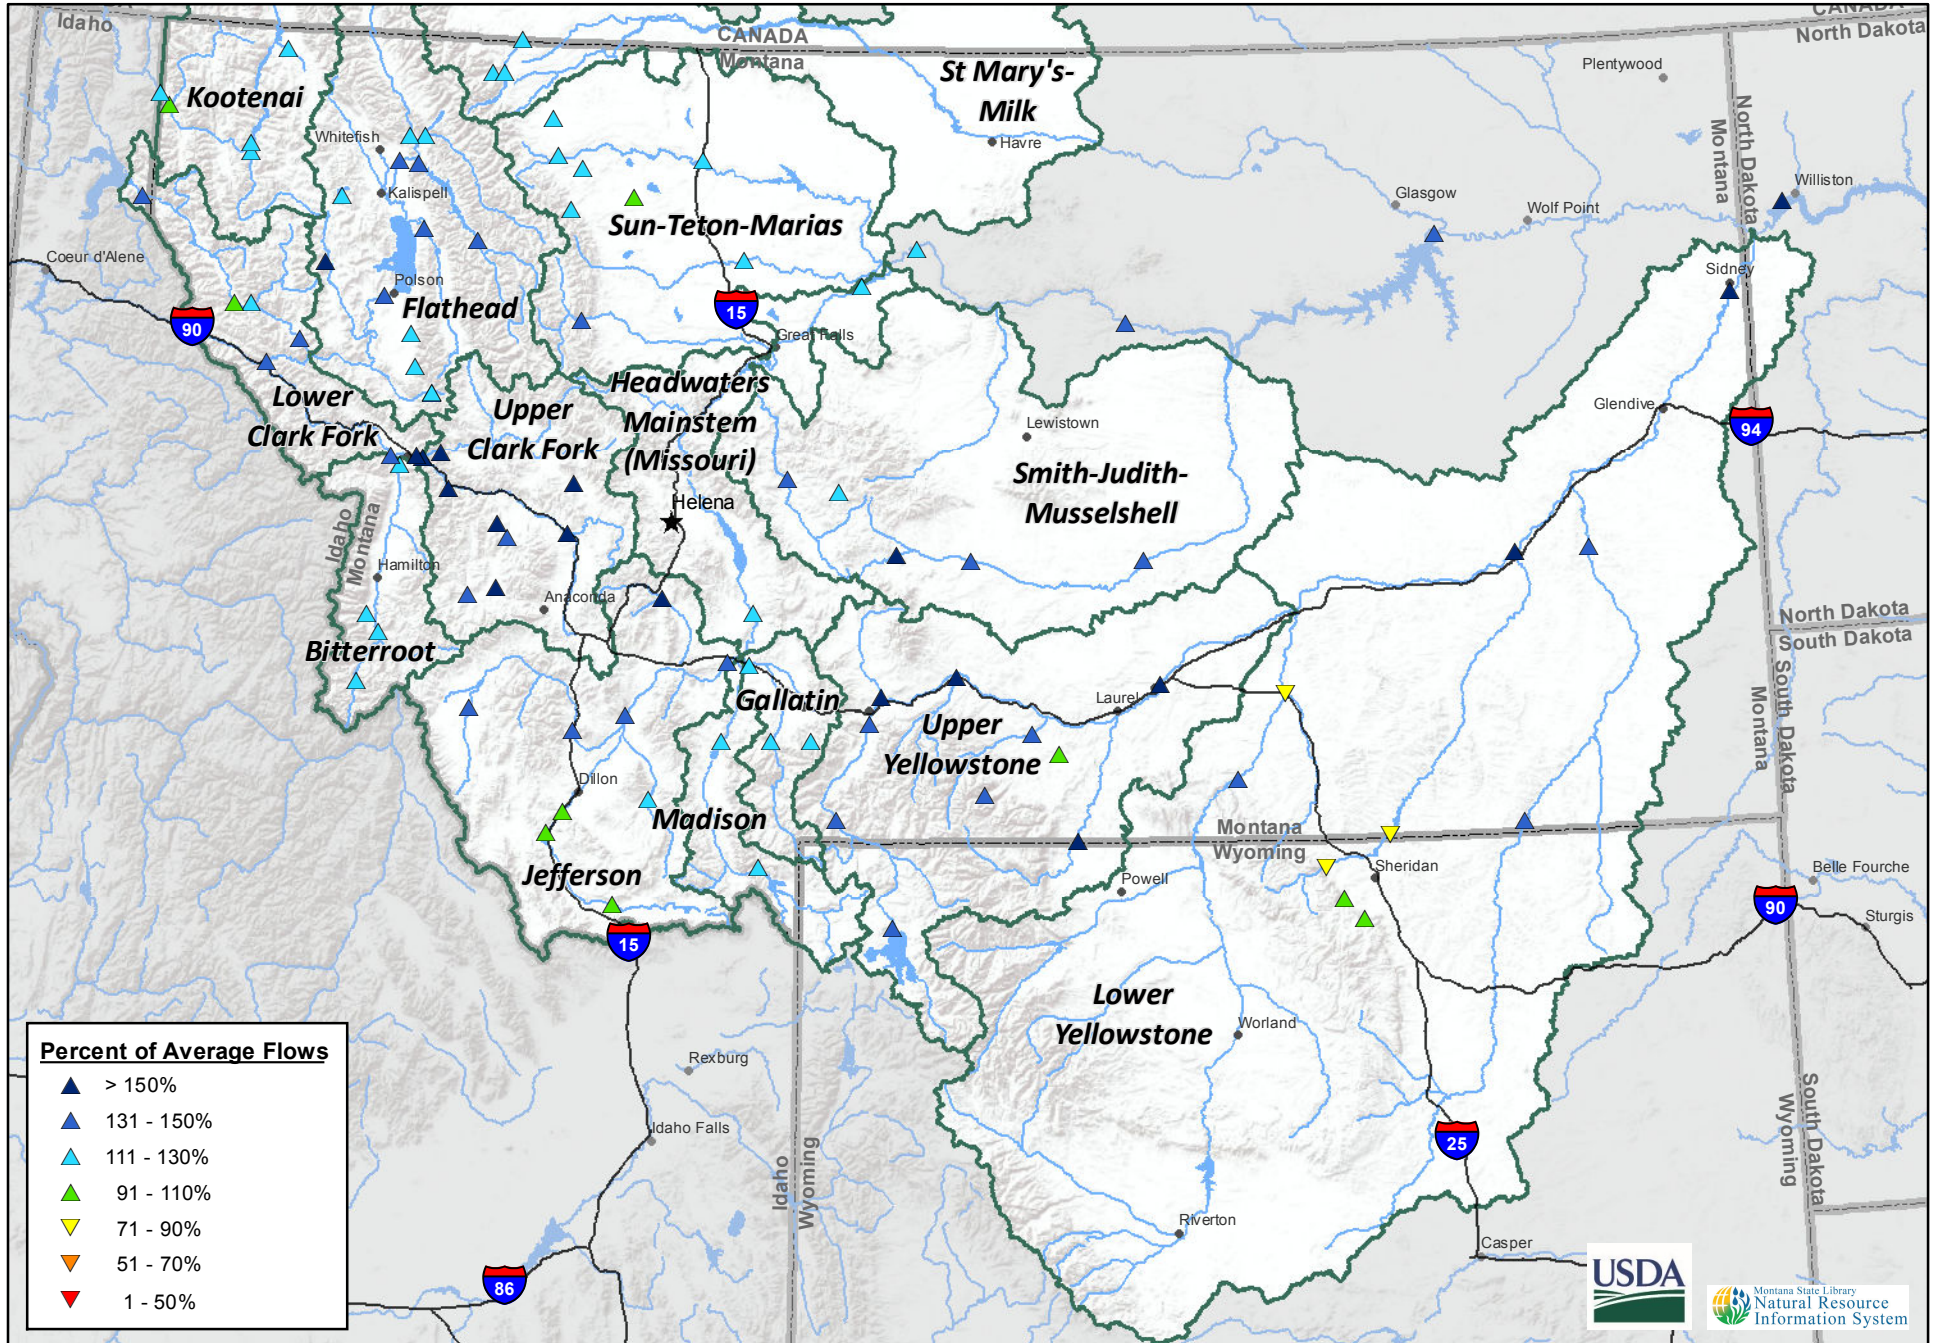 Idaho
CANADA
Montana
CANADA
North Dakota
Kootenai
St Mary's-
Milk
Plentywood
Whitefish
Havre
North Dakota
Montana
Kalispell
Glasgow
Wolf Point
Williston
Sun-Teton-Marias
Coeur d'Alene
Polson
Flathead
Sidney
90
15
Great Falls
Lower
Clark Fork
Upper
Clark Fork
Headwaters
Mainstem
(Missouri)
Lewistown
Glendive
94
Smith-Judith-
Musselshell
Helena
Idaho
Montana
Hamilton
Anaconda
Bitterroot
North Dakota
South Dakota
Gallatin
Laurel
Upper
Yellowstone
South Dakota
Montana
Dillon
Madison
Montana
Wyoming
Jefferson
Powell
Sheridan
Belle Fourche
Sturgis
90
15
Lower
Yellowstone
Worland
Rexburg
Idaho Falls
Idaho
Wyoming
25
South Dakota
Wyoming
Riverton
Casper
86
Percent of Average Flows
> 150%
131 - 150%
111 - 130%
91 - 110%
71 - 90%
51 - 70%
1 - 50%
USDA
Montana State Library
Natural Resource
Information System